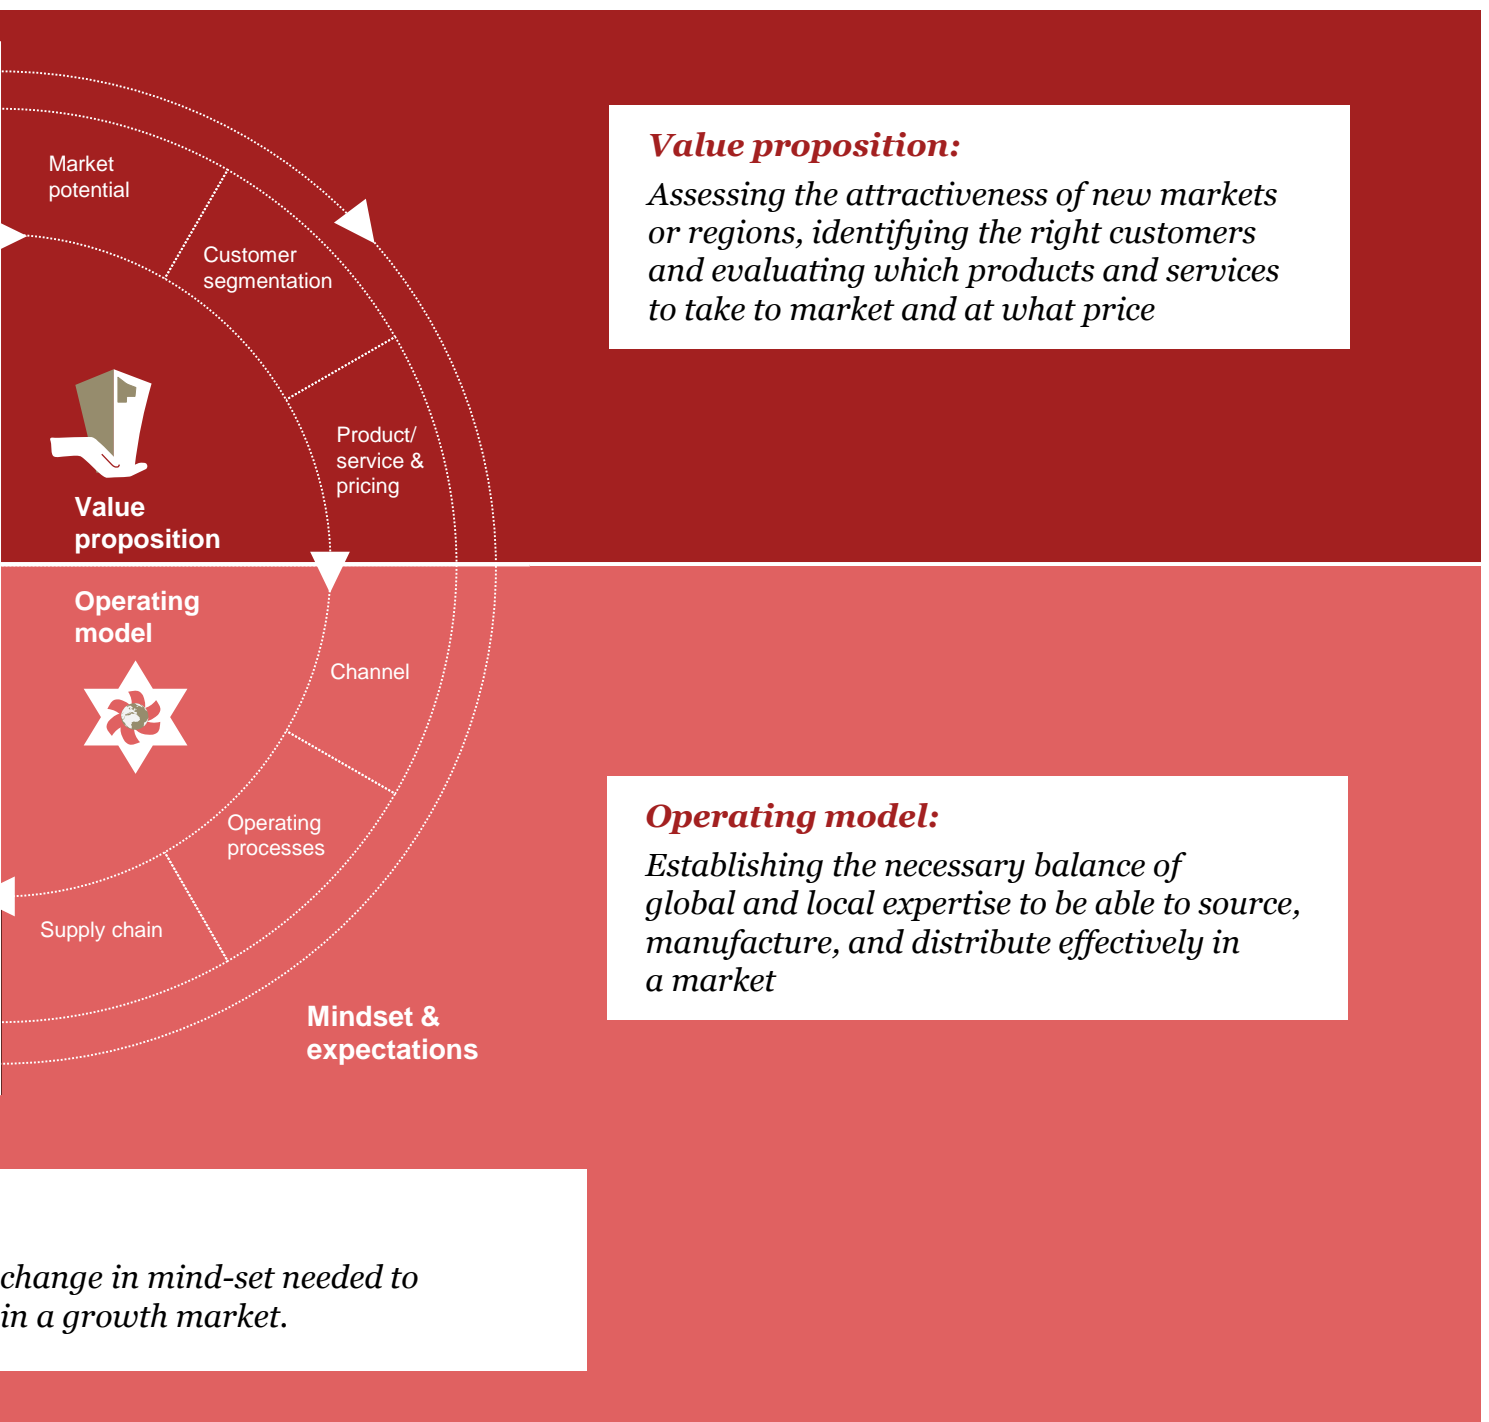 Market
potential
Customer
segmentation
Product/
service &
pricing
Value
proposition
Value proposition:
Assessing the attractiveness of new markets
or regions, identifying the right customers
and evaluating which products and services
to take to market and at what price
Operating
model
Channel
Operating
processes
Supply chain
Mindset &
expectations
Operating model:
Establishing the necessary balance of
global and local expertise to be able to source,
manufacture, and distribute effectively in
a market
change in mind-set needed to
in a growth market.